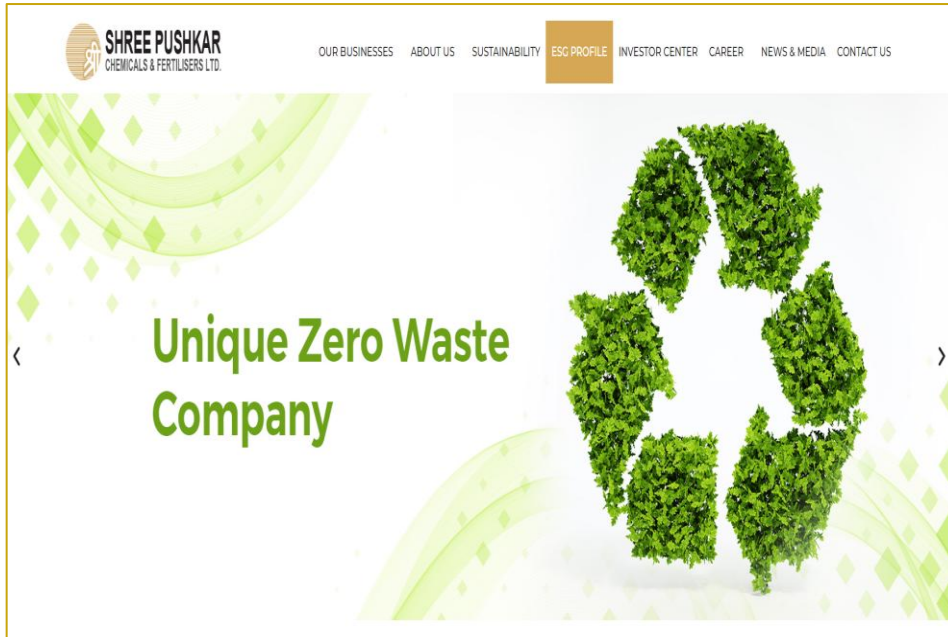 SHREE PUSHKAR
CHEMICALS & FERTILISERS LTD.
OUR BUSINESSES ABOUT US SUSTAINABILITY ESG PROFILE INVESTOR CENTER CAREER NEWS & MEDIA CONTACT US
Unique Zero Waste
Company